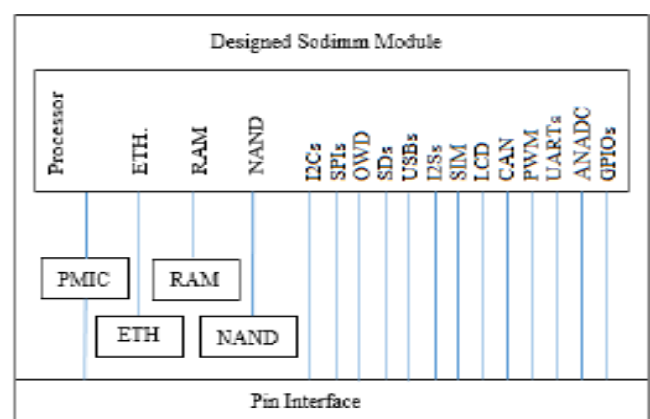 Designed Sodimm Module
Processor
ETH.
RAM
NAND
I2Cs
SPIs
OWD
SDs
USBs
I2Ss
SIM
LCD
CAN
PWM
UARTs
ANADC
GPIOs
PMIC
RAM
ETH
NAND
Pin Interface